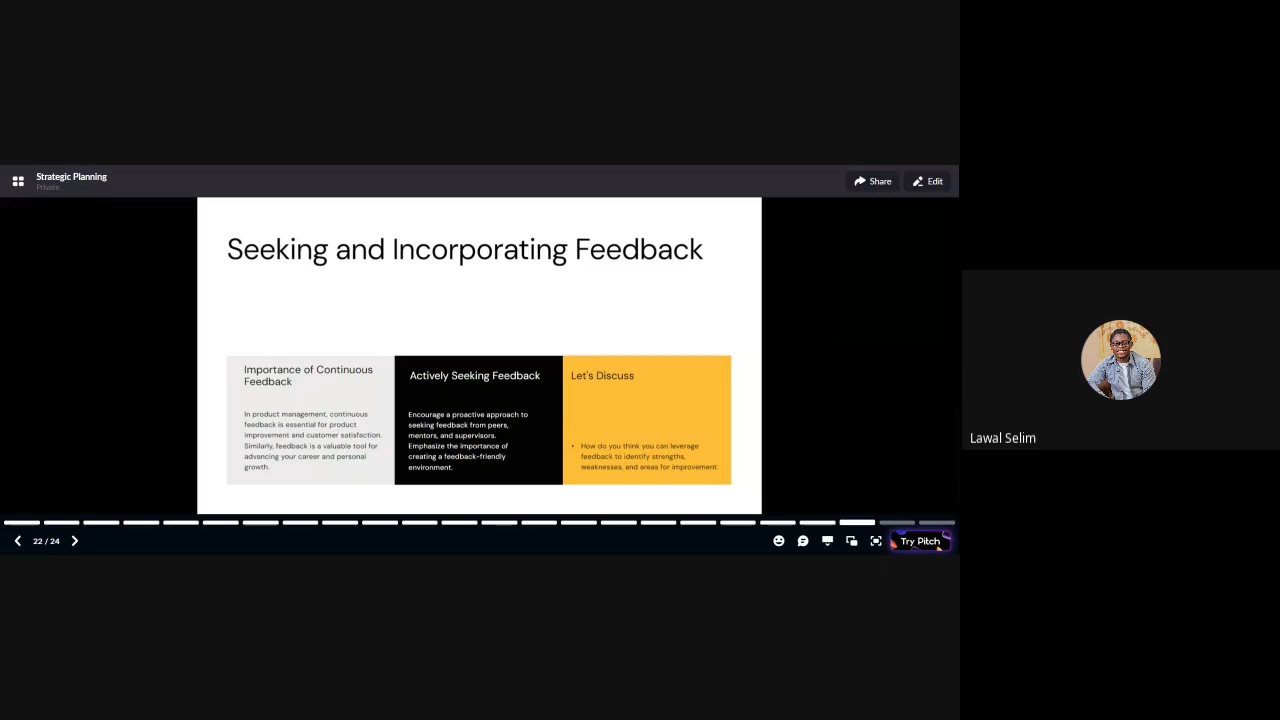 Strategic Planning
Private
Share
Edit
Seeking and Incorporating Feedback
Importance of Continuous
Feedback
In product management, continuous
feedback is essential for product
improvement and customer satisfaction.
Similarly, feedback is a valuable tool for
advancing your career and personal
growth.
Actively Seeking Feedback
Encourage a proactive approach to
seeking feedback from peers,
mentors, and supervisors.
Emphasize the importance of
creating a feedback-friendly
environment.
Let's Discuss
• How do you think you can leverage
feedback to identify strengths,
weaknesses, and areas for improvement.
22 / 24
Try Pitch
Lawal Selim